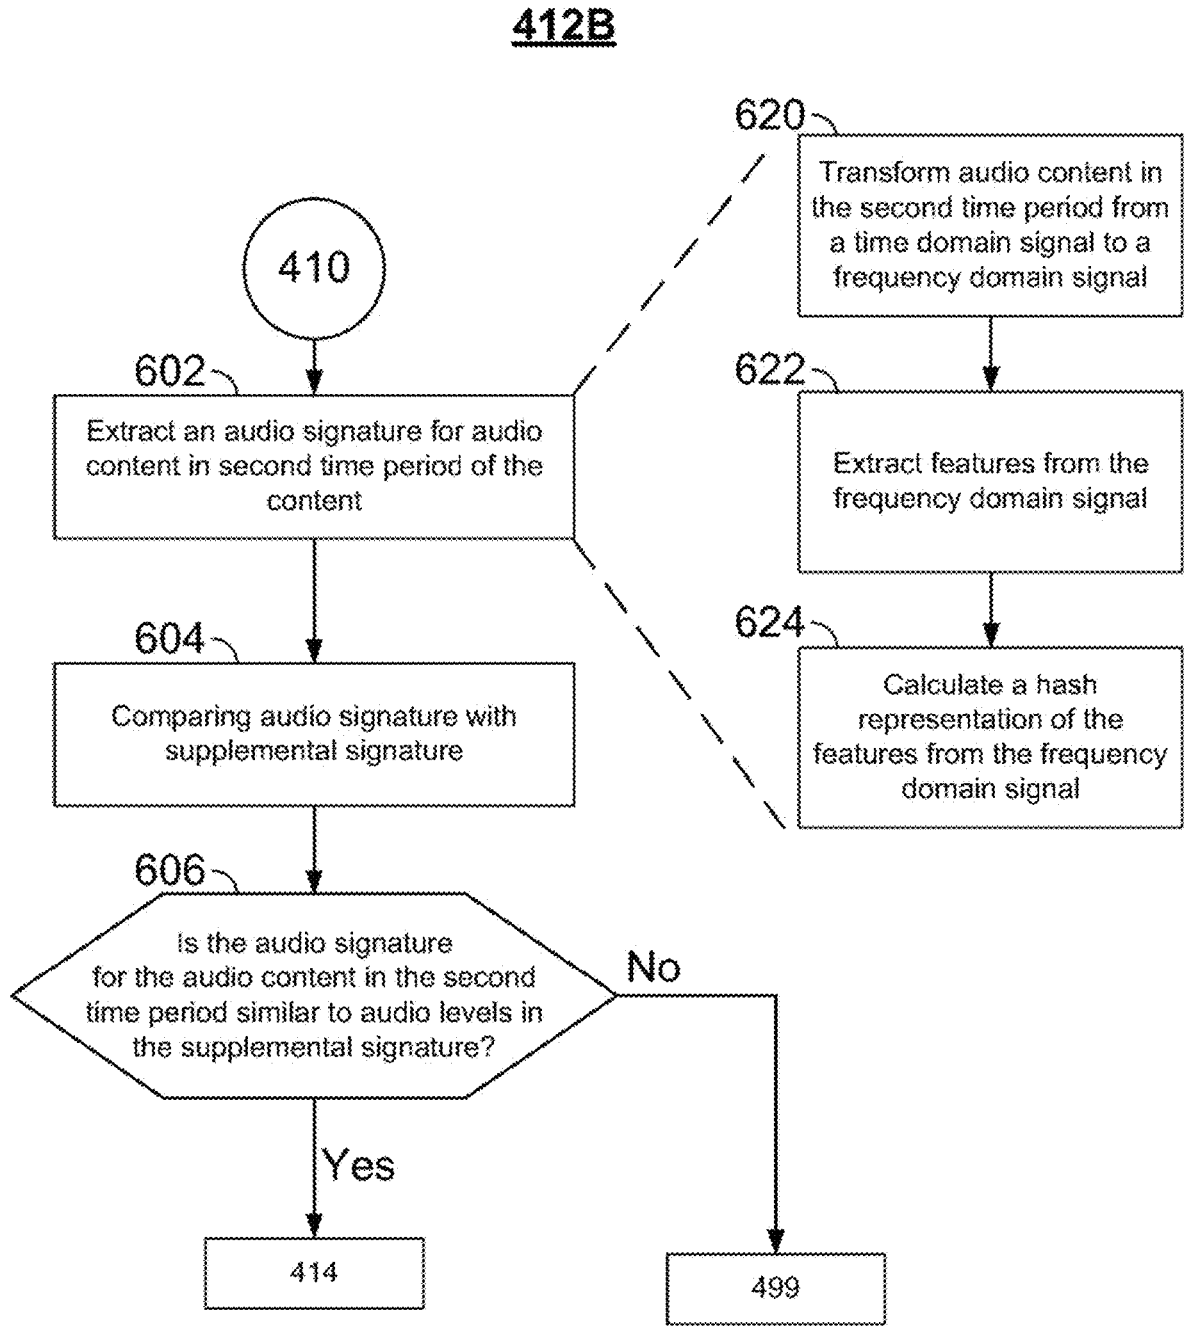 412B
410
602
Extract an audio signature for audio
content in second time period of the
content
604
Comparing audio signature with
supplemental signature
606
Is the audio signature
for the audio content in the second
time period similar to audio levels in
the supplemental signature?
No
Yes
414
499
620
Transform audio content in
the second time period from
a time domain signal to a
frequency domain signal
622
Extract features from the
frequency domain signal
624
Calculate a hash
representation of the
features from the frequency
domain signal